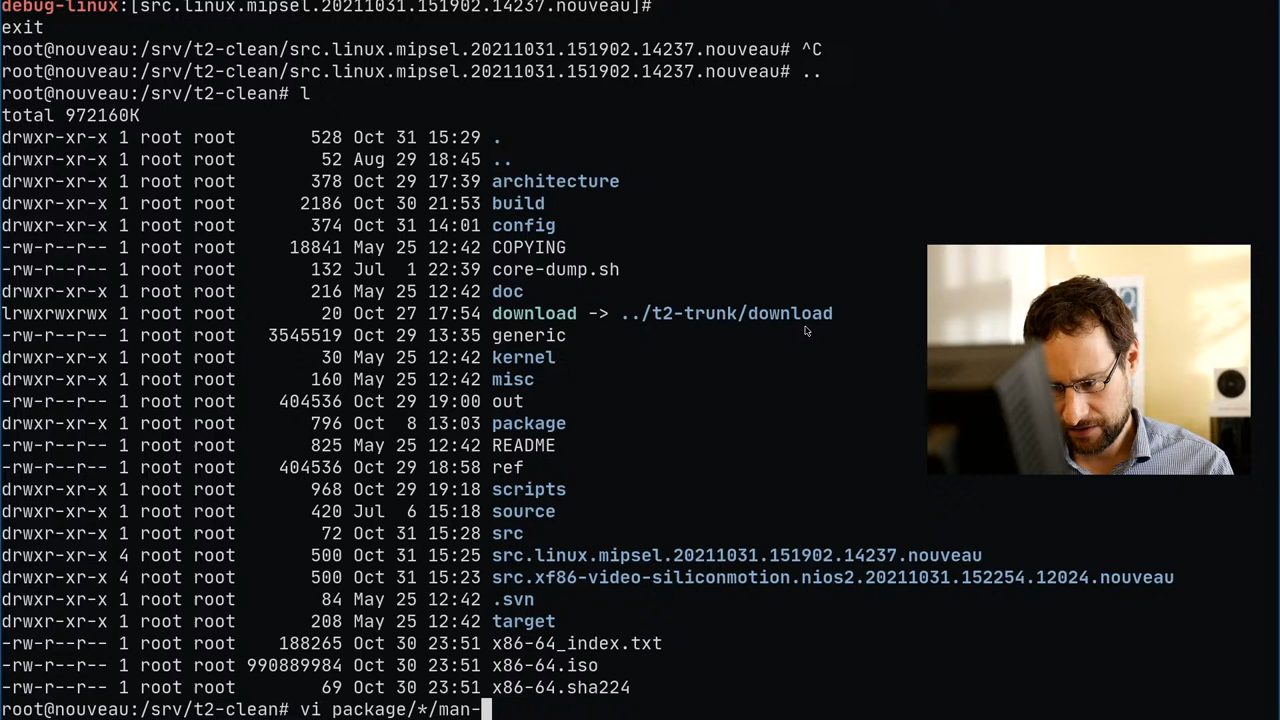 debug-linux:[src.linux.mipsel.20211031.151902.14237.nouveau]#
exit
root@nouveau:/srv/t2-clean/src.linux.mipsel.20211031.151902.14237.nouveau# ^C
root@nouveau:/srv/t2-clean/src.linux.mipsel.20211031.151902.14237.nouveau# ..
root@nouveau:/srv/t2-clean# l
total 972160K
drwxr-xr-x 1 root root 528 Oct 31 15:29 .
drwxr-xr-x 1 root root 52 Aug 29 18:45 ..
drwxr-xr-x 1 root root 378 Oct 29 17:39 architecture
drwxr-xr-x 1 root root 2186 Oct 30 21:53 build
drwxr-xr-x 1 root root 374 Oct 31 14:01 config
-rw-r--r-- 1 root root 18841 May 25 12:42 COPYING
-rw-r--r-- 1 root root 132 Jul 1 22:39 core-dump.sh
drwxr-xr-x 1 root root 216 May 25 12:42 doc
lrwxrwxrwx 1 root root 20 Oct 27 17:54 download -> ../t2-trunk/download
-rw-r--r-- 1 root root 3545519 Oct 29 13:35 generic
drwxr-xr-x 1 root root 30 May 25 12:42 kernel
drwxr-xr-x 1 root root 160 May 25 12:42 misc
-rw-r--r-- 1 root root 404536 Oct 29 19:00 out
drwxr-xr-x 1 root root 796 Oct 8 13:03 package
-rw-r--r-- 1 root root 825 May 25 12:42 README
-rw-r--r-- 1 root root 404536 Oct 29 18:58 ref
drwxr-xr-x 1 root root 968 Oct 29 19:18 scripts
drwxr-xr-x 1 root root 420 Jul 6 15:18 source
drwxr-xr-x 1 root root 72 Oct 31 15:28 src
drwxr-xr-x 4 root root 500 Oct 31 15:25 src.linux.mipsel.20211031.151902.14237.nouveau
drwxr-xr-x 4 root root 500 Oct 31 15:23 src.xf86-video-siliconmotion.nios2.20211031.152254.12024.nouveau
drwxr-xr-x 1 root root 84 May 25 12:42 .svn
drwxr-xr-x 1 root root 208 May 25 12:42 target
-rw-r--r-- 1 root root 188265 Oct 30 23:51 x86-64_index.txt
-rw-r--r-- 1 root root 990889984 Oct 30 23:51 x86-64.iso
-rw-r--r-- 1 root root 69 Oct 30 23:51 x86-64.sha224
root@nouveau:/srv/t2-clean# vi package/*/man-